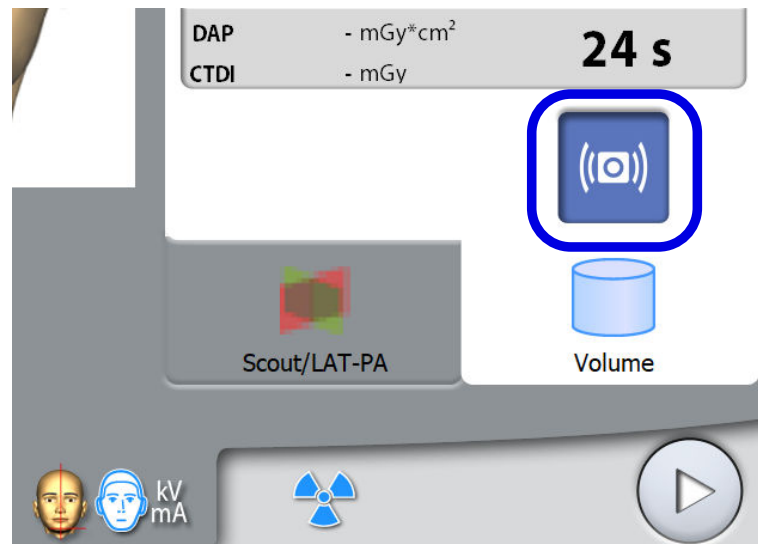 DAP - mGy*cm²
24 s
CTDI - mGy
Scout/LAT-PA
Volume
kV
mA